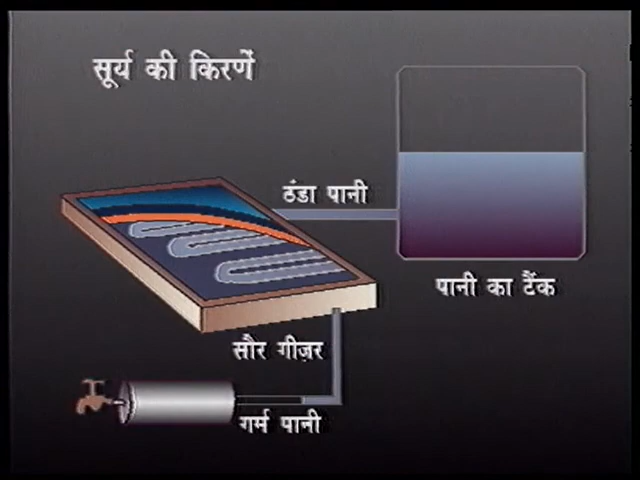 सूर्य की किरणें
ठंडा पानी
पानी का टैंक
सौर गीज़र
गर्म पानी